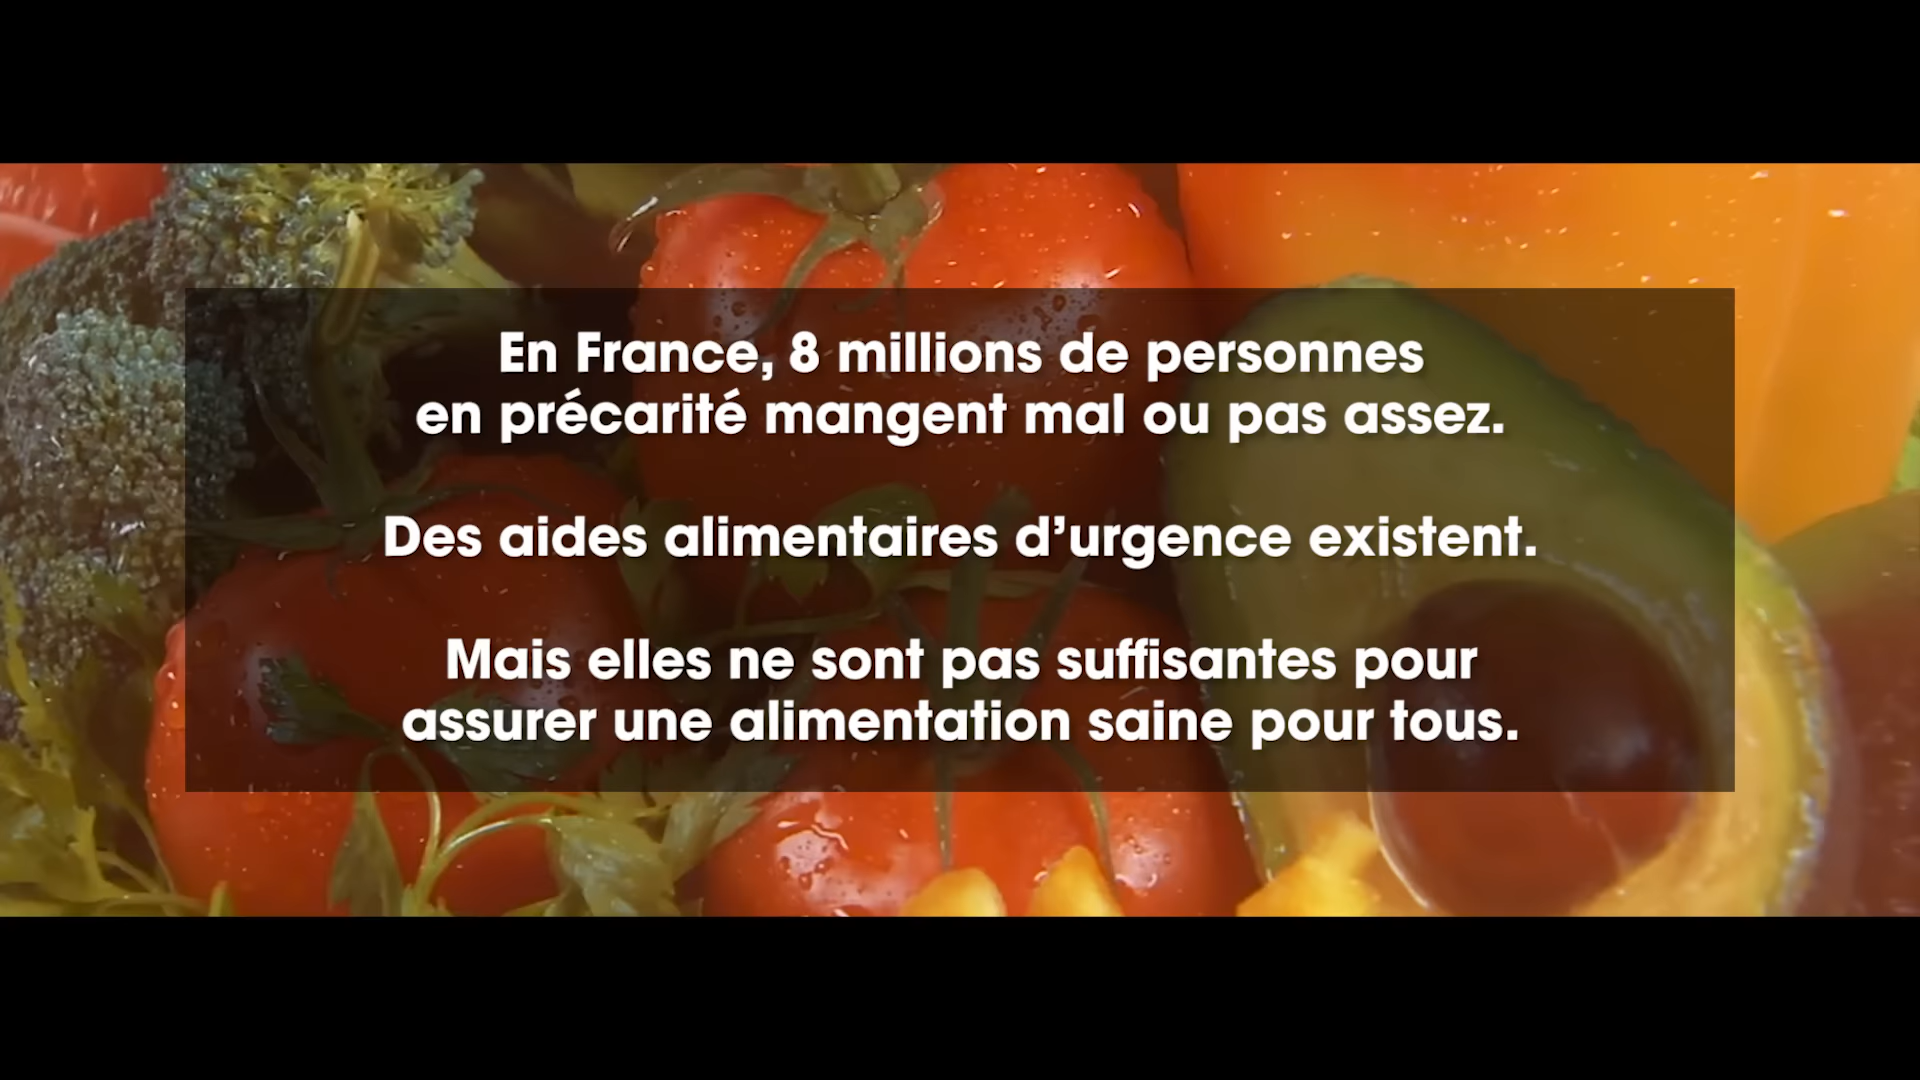 En France, 8 millions de personnes
en précarité mangent mal ou pas assez.
Des aides alimentaires d’urgence existent.
Mais elles ne sont pas suffisantes pour
assurer une alimentation saine pour tous.